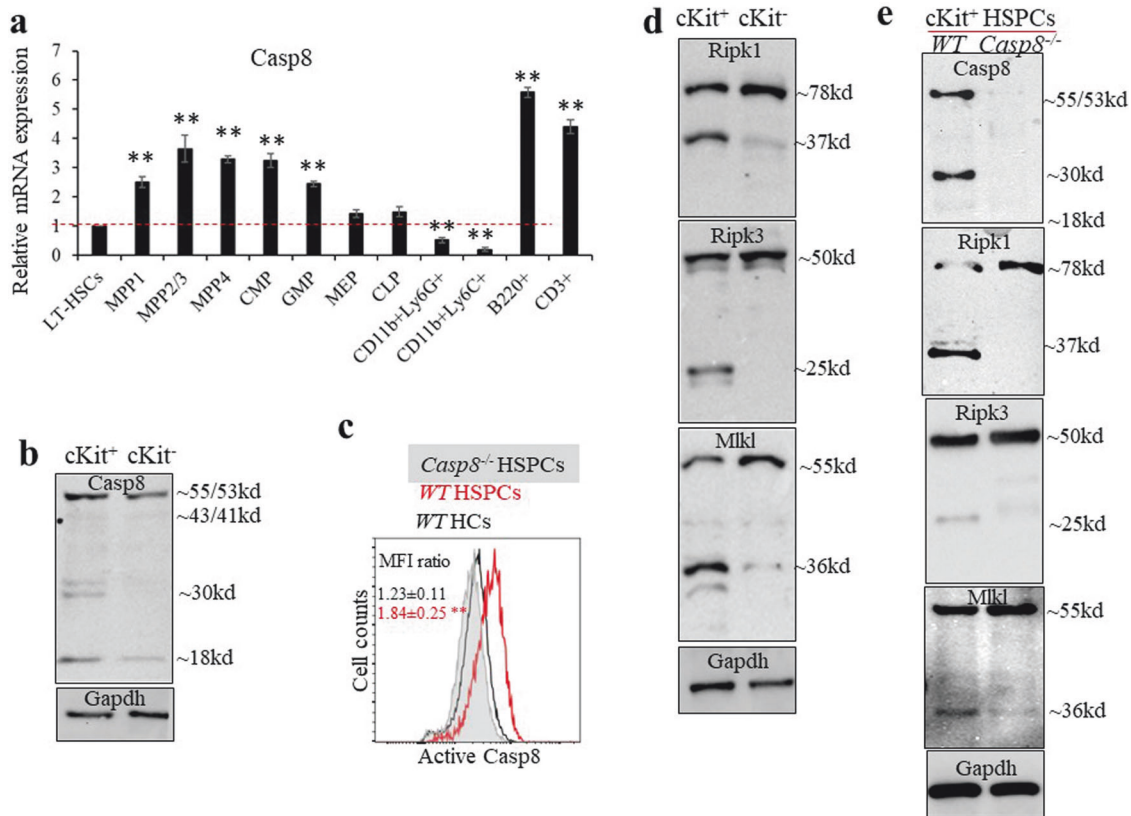 a
Casp8
Relative mRNA expression
7
6
5
4
3
2
1
0
**
**
**
**
**
**
**
**
**
LT-HSCs
MPP1
MPP2/3
MPP4
CMP
GMP
MEP
CLP
CD11b+Ly6G+
CD11b+Ly6C+
B220+
CD3+
b
cKit+ cKit-
Casp8
~55/53kd
~43/41kd
~30kd
~18kd
Gapdh
c
Casp8-/- HSPCs
WT HSPCs
WT HCs
MFI ratio
1.23±0.11
1.84±0.25 **
Cell counts
Active Casp8
d
cKit+ cKit-
Ripk1
~78kd
~37kd
Ripk3
~50kd
~25kd
Mlkl
~55kd
~36kd
Gapdh
e
cKit+ HSPCs
WT Casp8-/-
Casp8
~55/53kd
~30kd
~18kd
Ripk1
~78kd
~37kd
Ripk3
~50kd
~25kd
Mlkl
~55kd
~36kd
Gapdh